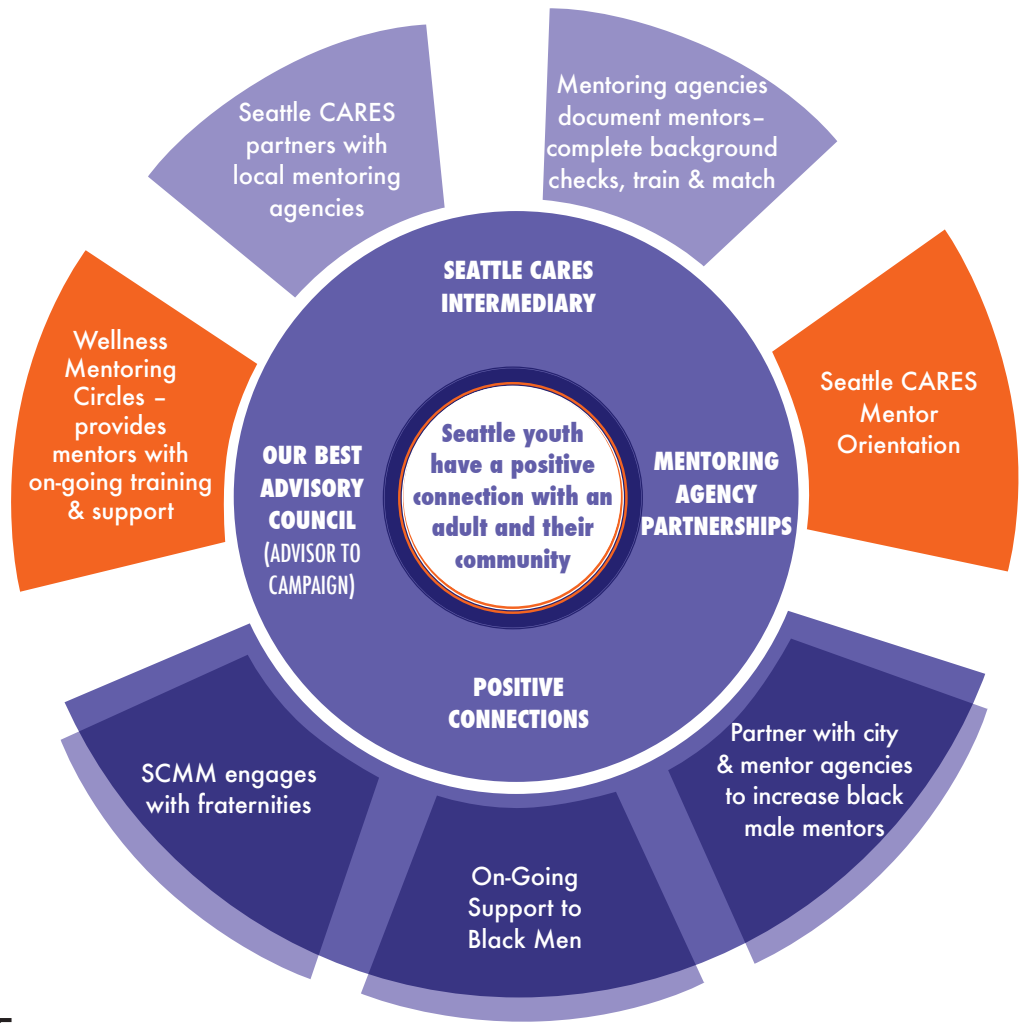 Seattle CARES
partners with
local mentoring
agencies
Mentoring agencies
document mentors–
complete background
checks, train & match
Wellness
Mentoring
Circles –
provides
mentors with
on-going training
& support
Seattle CARES
Mentor
Orientation
SEATTLE CARES
INTERMEDIARY
OUR BEST
ADVISORY
COUNCIL
(ADVISOR TO
CAMPAIGN)
Seattle youth
have a positive
connection with an
adult and their
community
MENTORING
AGENCY
PARTNERSHIPS
POSITIVE
CONNECTIONS
SCMM engages
with fraternities
On-Going
Support to
Black Men
Partner with city
& mentor agencies
to increase black
male mentors